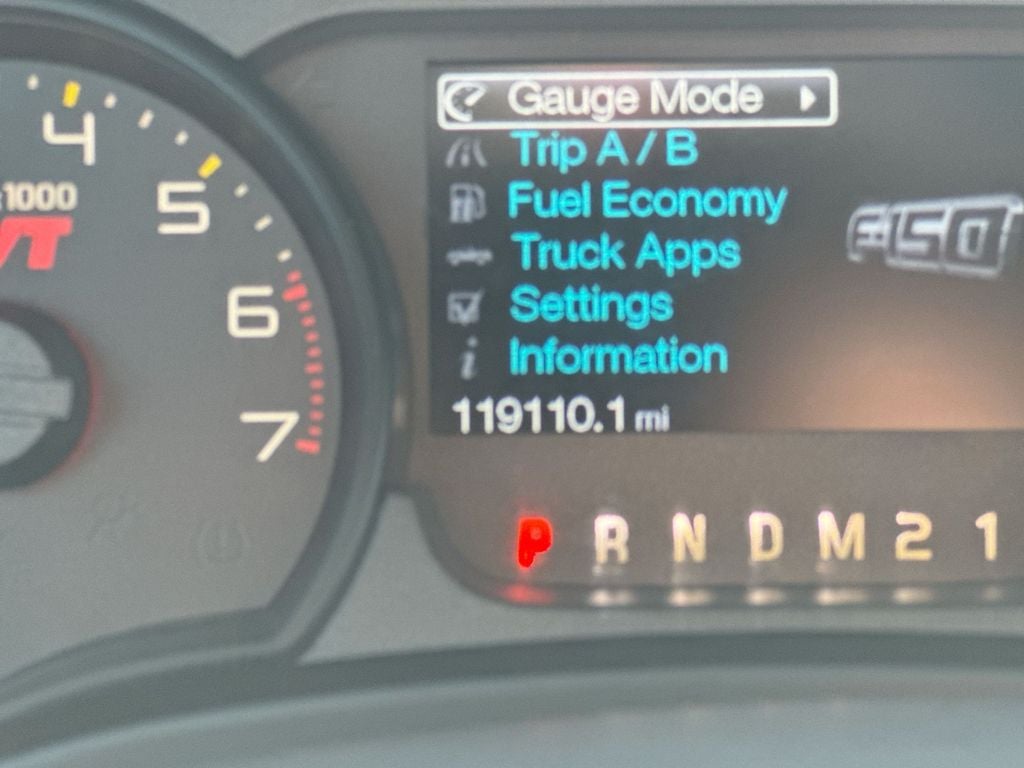 4
5
6
7
x1000
Gauge Mode
Trip A / B
Fuel Economy
Truck Apps
Settings
Information
119110.1 mi
F150
P R N D M 2 1